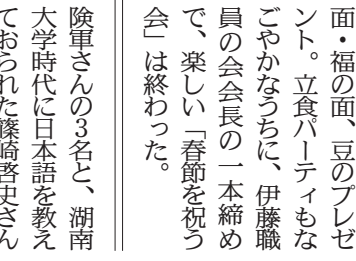 面・福の面、豆のプレゼ
ント。立食パーティもな
ごやかなうちに、伊藤職
員の会会長の一本締め
で、楽しい「春節を祝う
会」は終わった。
険軍さんの3名と、湖南
大学時代に日本語を教え
ておられた篠崎啓史さん